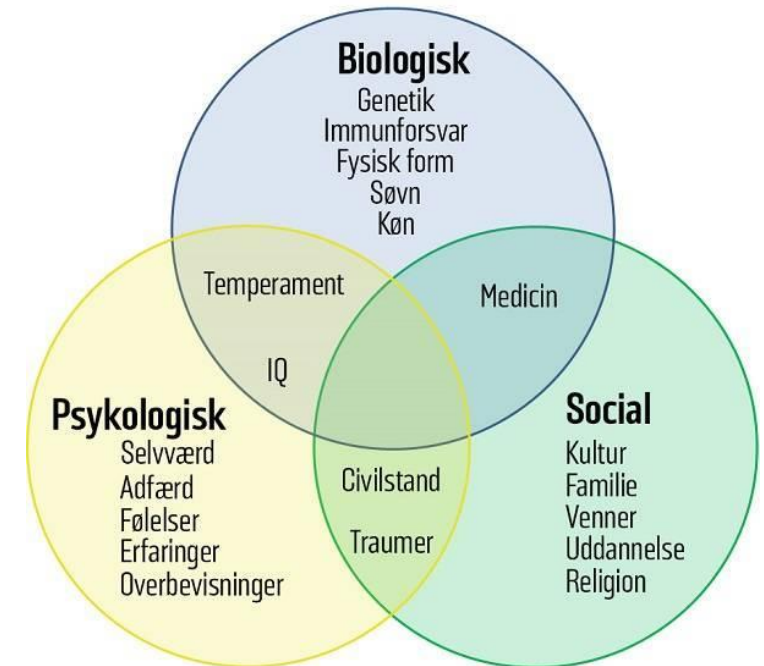 Biologisk
Genetik
Immunforsvar
Fysisk form
Søvn
Køn
Temperament
IQ
Medicin
Psykologisk
Selvværd
Adfærd
Følelser
Erfaringer
Overbevisninger
Civilstand
Traumer
Social
Kultur
Familie
Venner
Uddannelse
Religion